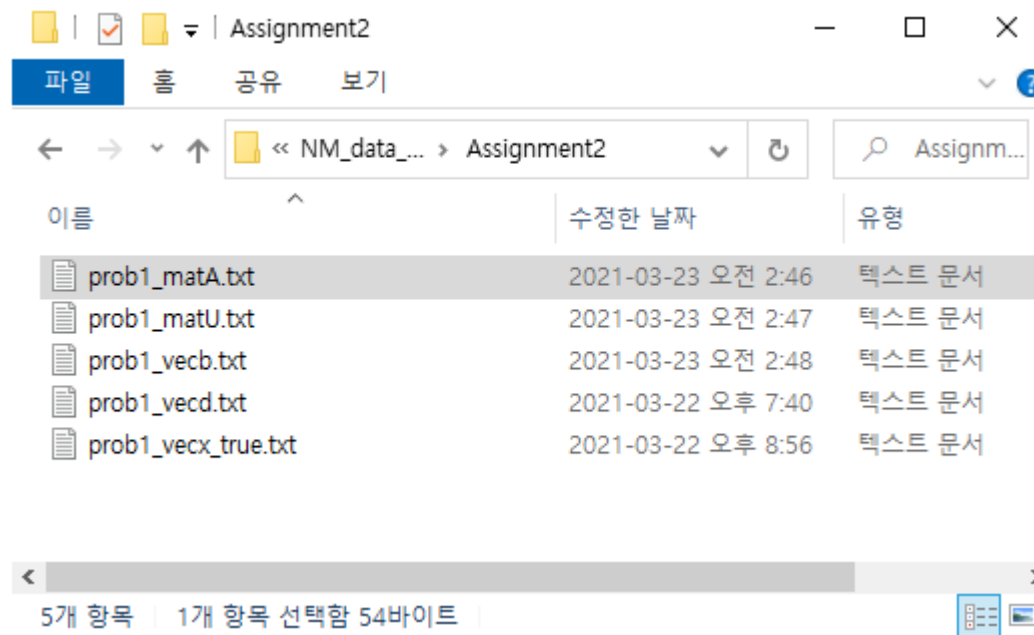 Assignment2
파일 홈 공유 보기
« NM_data_... › Assignment2 Assignm...
이름 수정한 날짜 유형
prob1_matA.txt 2021-03-23 오전 2:46 텍스트 문서
prob1_matU.txt 2021-03-23 오전 2:47 텍스트 문서
prob1_vecb.txt 2021-03-23 오전 2:48 텍스트 문서
prob1_vecd.txt 2021-03-22 오후 7:40 텍스트 문서
prob1_vecx_true.txt 2021-03-22 오후 8:56 텍스트 문서
5개 항목 1개 항목 선택함 54바이트